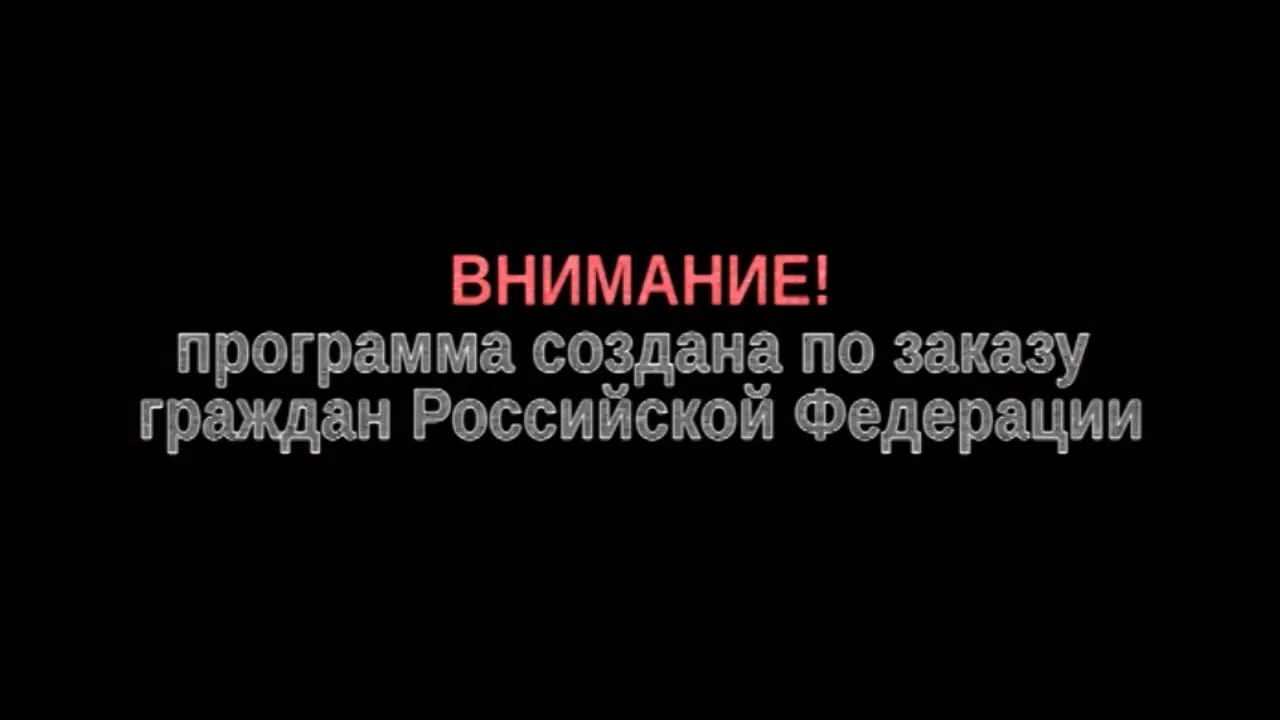 ВНИМАНИЕ!
программа создана по заказу
граждан Российской Федерации